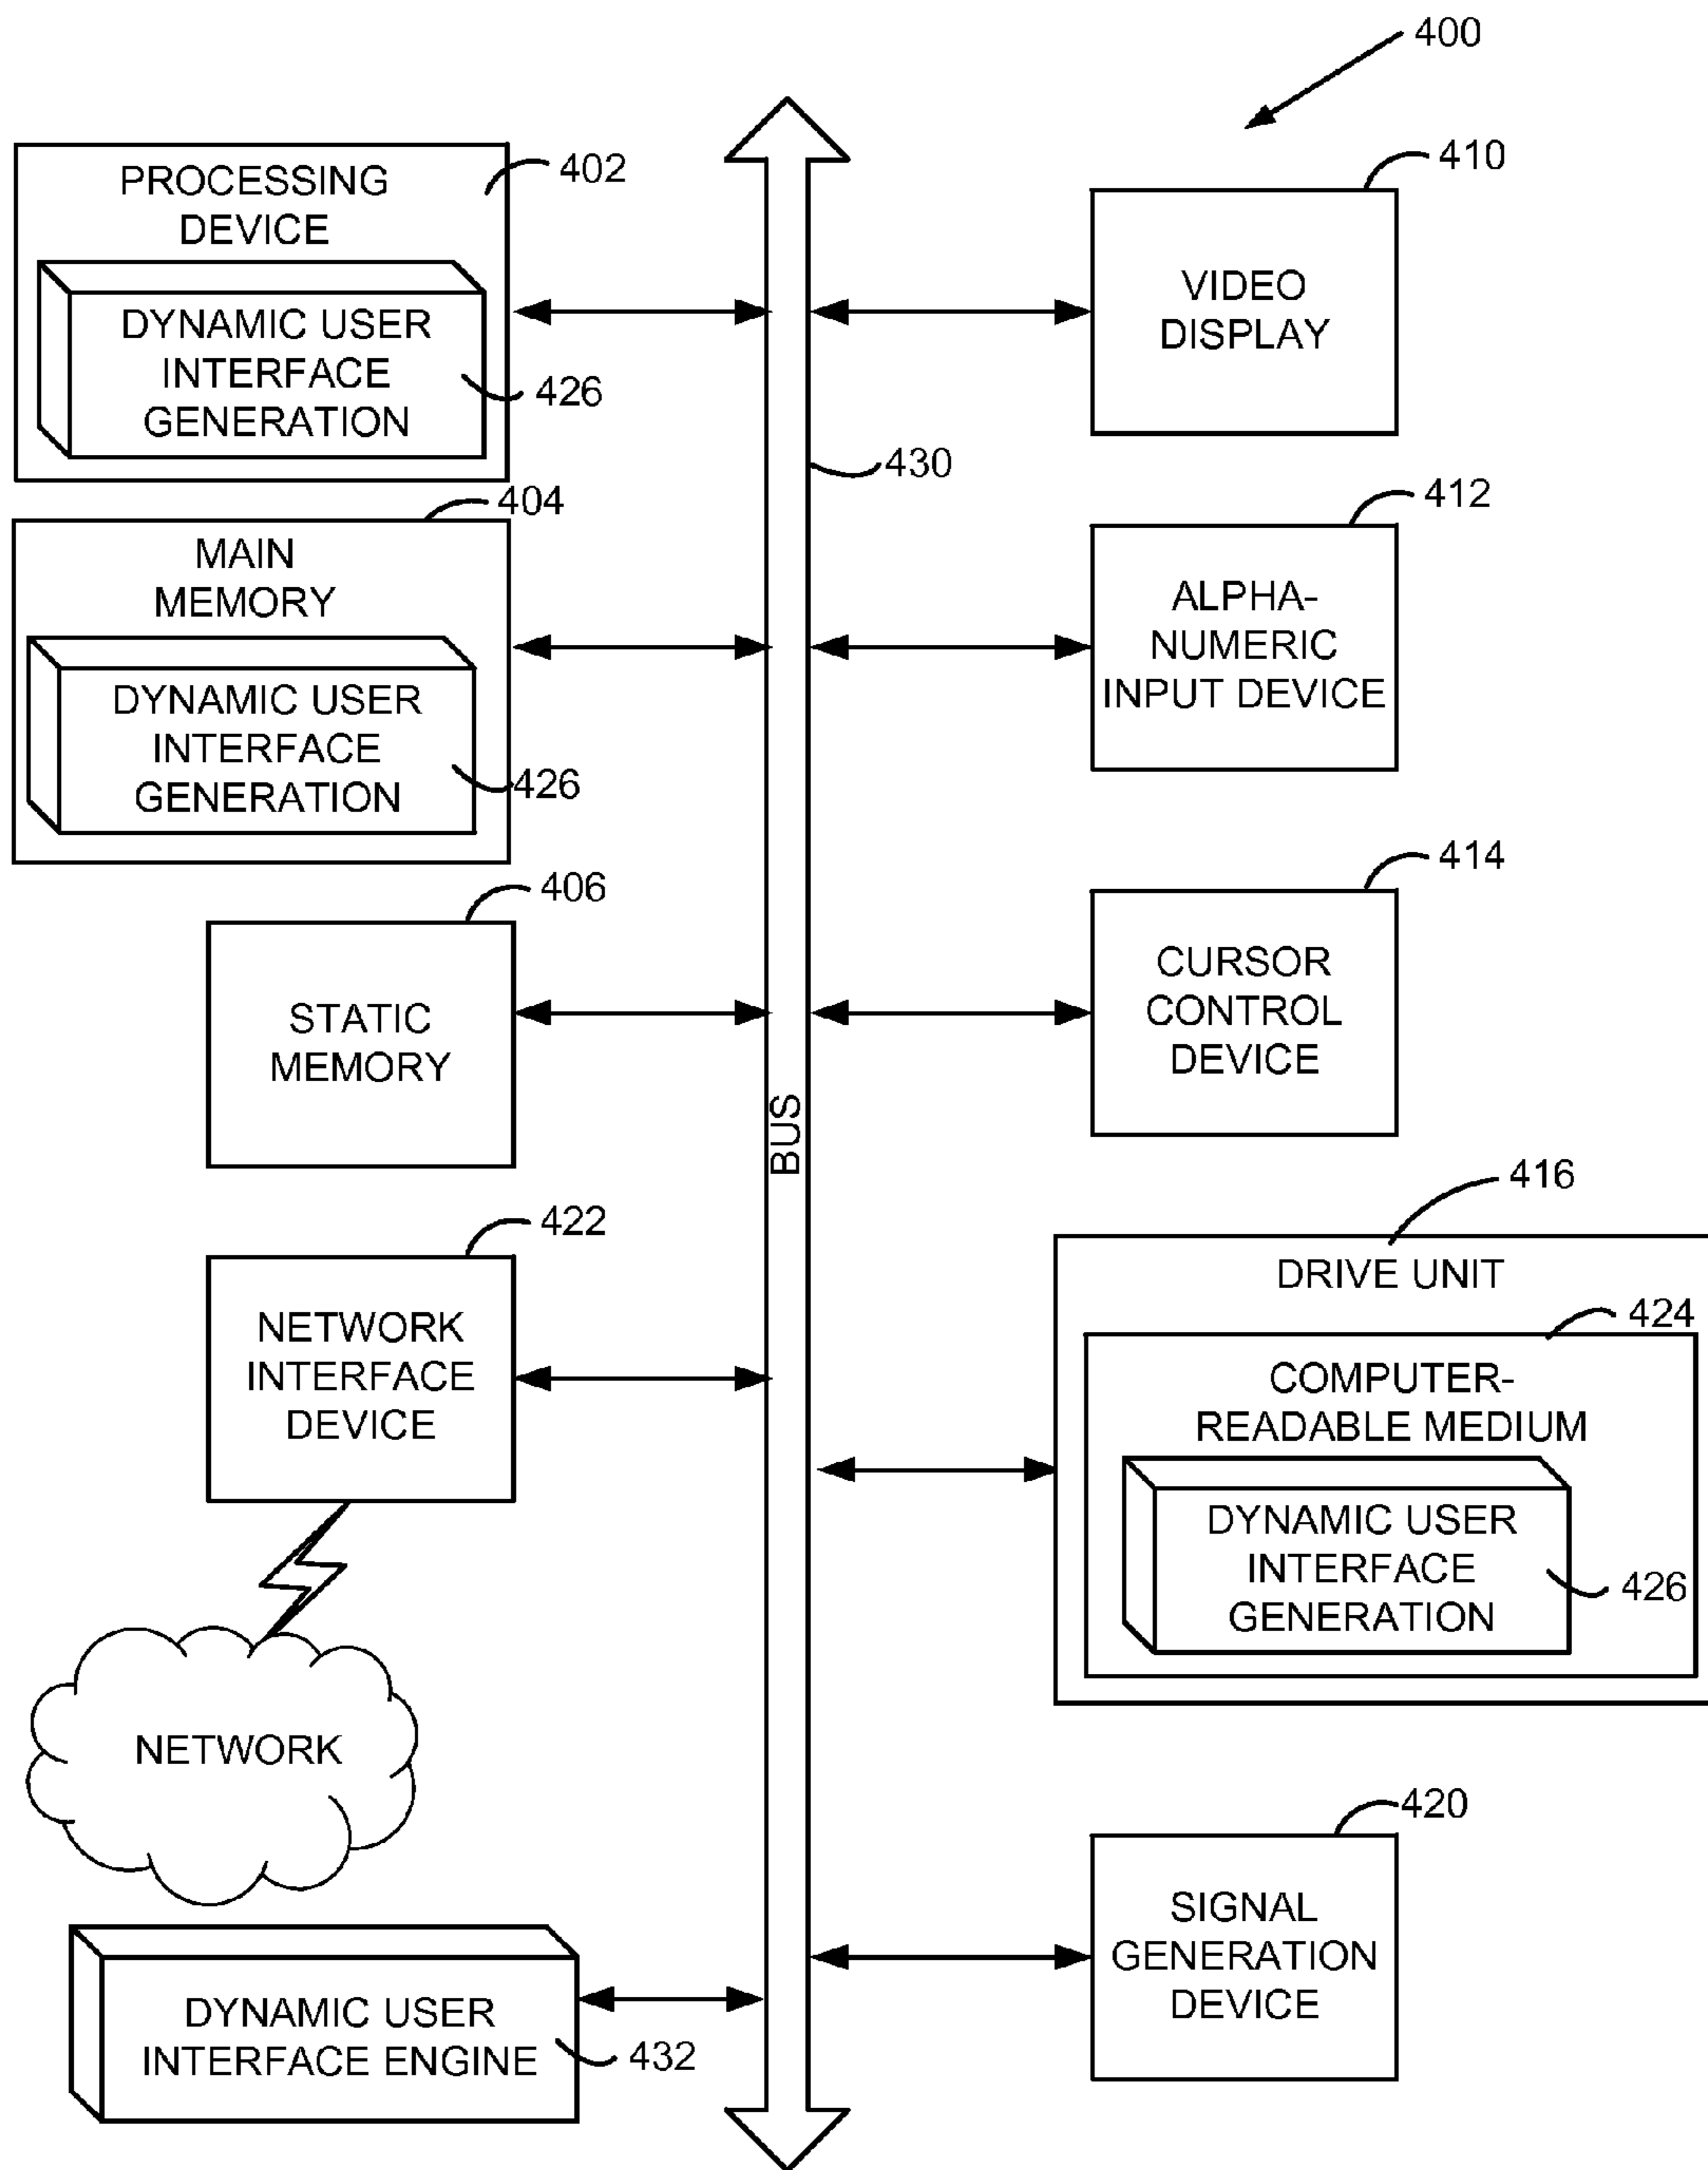 400
PROCESSING
DEVICE
402
DYNAMIC USER
INTERFACE
GENERATION
426
410
VIDEO
DISPLAY
430
404
MAIN
MEMORY
DYNAMIC USER
INTERFACE
GENERATION
426
412
ALPHA-
NUMERIC
INPUT DEVICE
406
STATIC
MEMORY
414
CURSOR
CONTROL
DEVICE
BUS
422
NETWORK
INTERFACE
DEVICE
416
DRIVE UNIT
424
COMPUTER-
READABLE MEDIUM
DYNAMIC USER
INTERFACE
GENERATION
426
NETWORK
420
SIGNAL
GENERATION
DEVICE
DYNAMIC USER
INTERFACE ENGINE
432